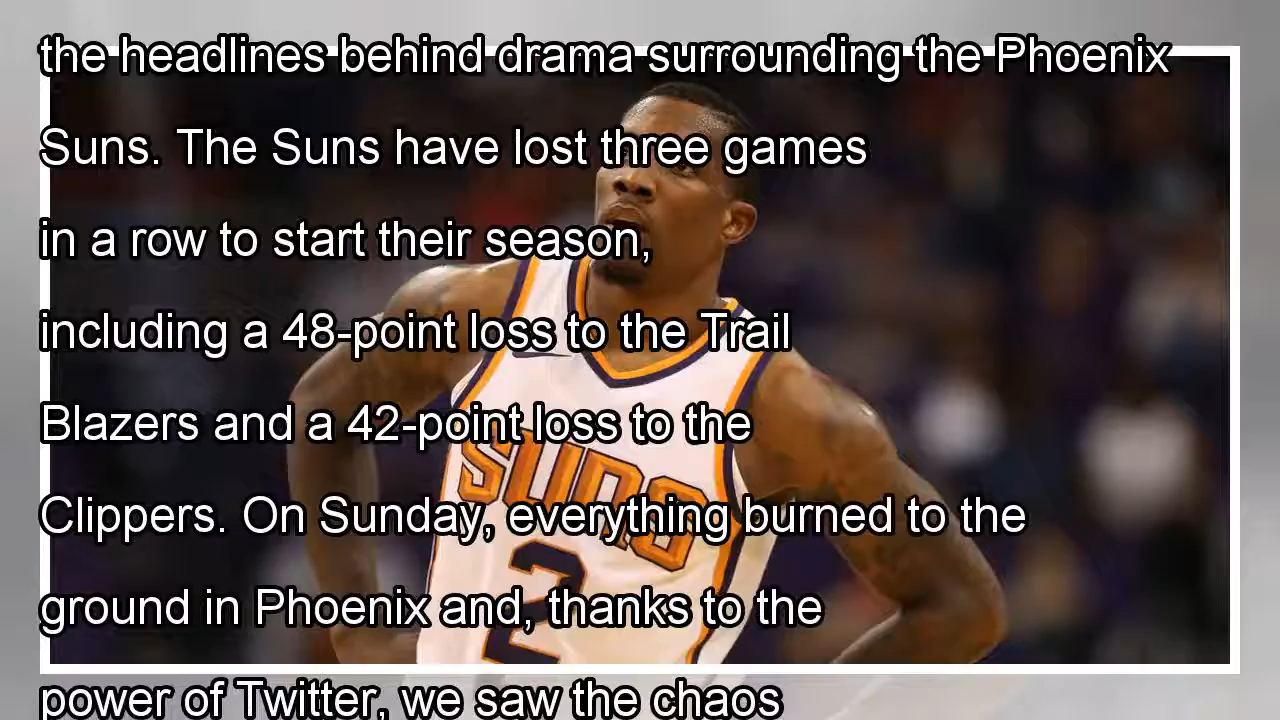 the headlines behind drama surrounding the Phoenix
Suns. The Suns have lost three games
in a row to start their season,
including a 48-point loss to the Trail
Blazers and a 42-point loss to the
Clippers. On Sunday, everything burned to the
ground in Phoenix and, thanks to the
power of Twitter, we saw the chaos
SUNS
2